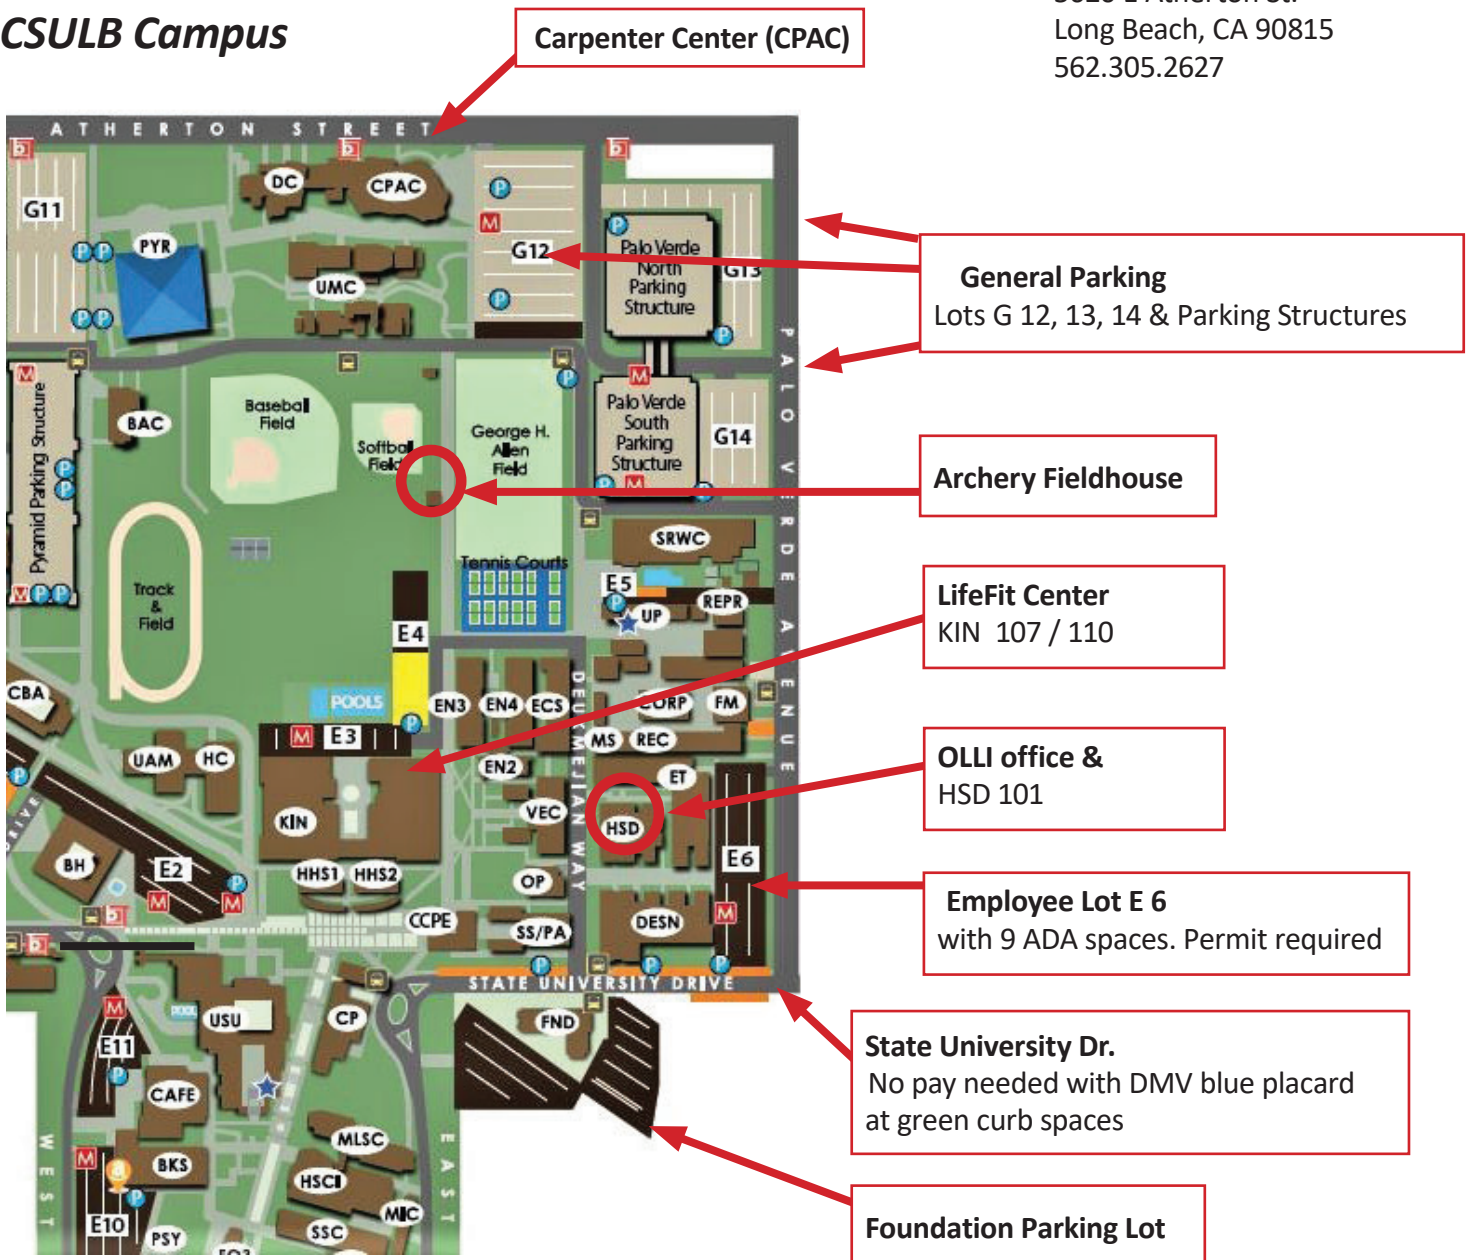 CSULB Campus
Carpenter Center (CPAC)
Long Beach, CA 90815
562.305.2627
ATHERTON STREET
G11
PYR
DC
CPAC
UMC
G12
Palo Verde
North
Parking
Structure
G13
General Parking
Lots G 12, 13, 14 & Parking Structures
PALO VERDE AVENUE
Pyramid Parking Structure
BAC
Baseball
Field
Softball
Field
George H.
Allen
Field
Palo Verde
South
Parking
Structure
G14
Archery Fieldhouse
SRWC
Tennis Courts
E5
UP
REPR
Track
&
Field
E4
LifeFit Center
KIN 107 / 110
CBA
POOLS
EN3
EN4
ECS
DEUKMEJIAN WAY
CORP
FM
E3
MS
REC
UAM
HC
EN2
ET
OLLI office &
HSD 101
KIN
VEC
HSD
DRIVE
BH
E2
HHS1
HHS2
OP
E6
Employee Lot E 6
with 9 ADA spaces. Permit required
CCPE
SS/PA
DESN
STATE UNIVERSITY DRIVE
POOL
USU
CP
FND
E11
State University Dr.
No pay needed with DMV blue placard
at green curb spaces
CAFE
WEST
EAST
MLSC
BKS
HSCI
MIC
E10
PSY
SSC
Foundation Parking Lot